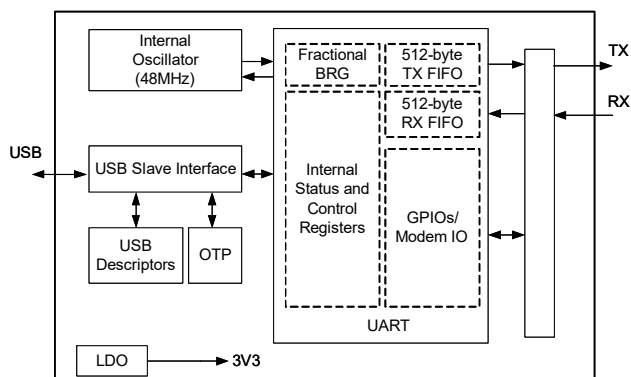 Internal
Oscillator
(48MHz)
Fractional
BRG
512-byte
TX FIFO
TX
512-byte
RX FIFO
RX
USB
USB Slave Interface
Internal
Status and
Control
Registers
GPIOs/
Modem IO
USB
Descriptors
OTP
UART
LDO
3V3